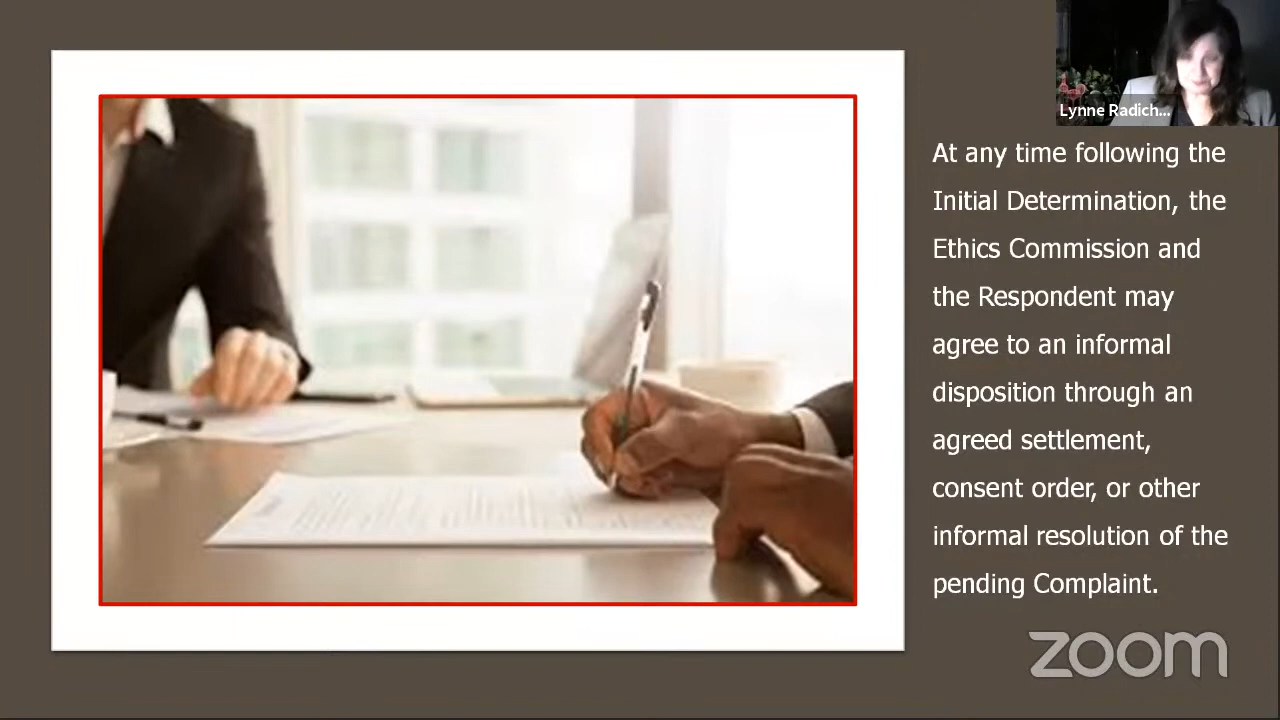 Lynne Radich...
At any time following the
Initial Determination, the
Ethics Commission and
the Respondent may
agree to an informal
disposition through an
agreed settlement,
consent order, or other
informal resolution of the
pending Complaint.
zoom